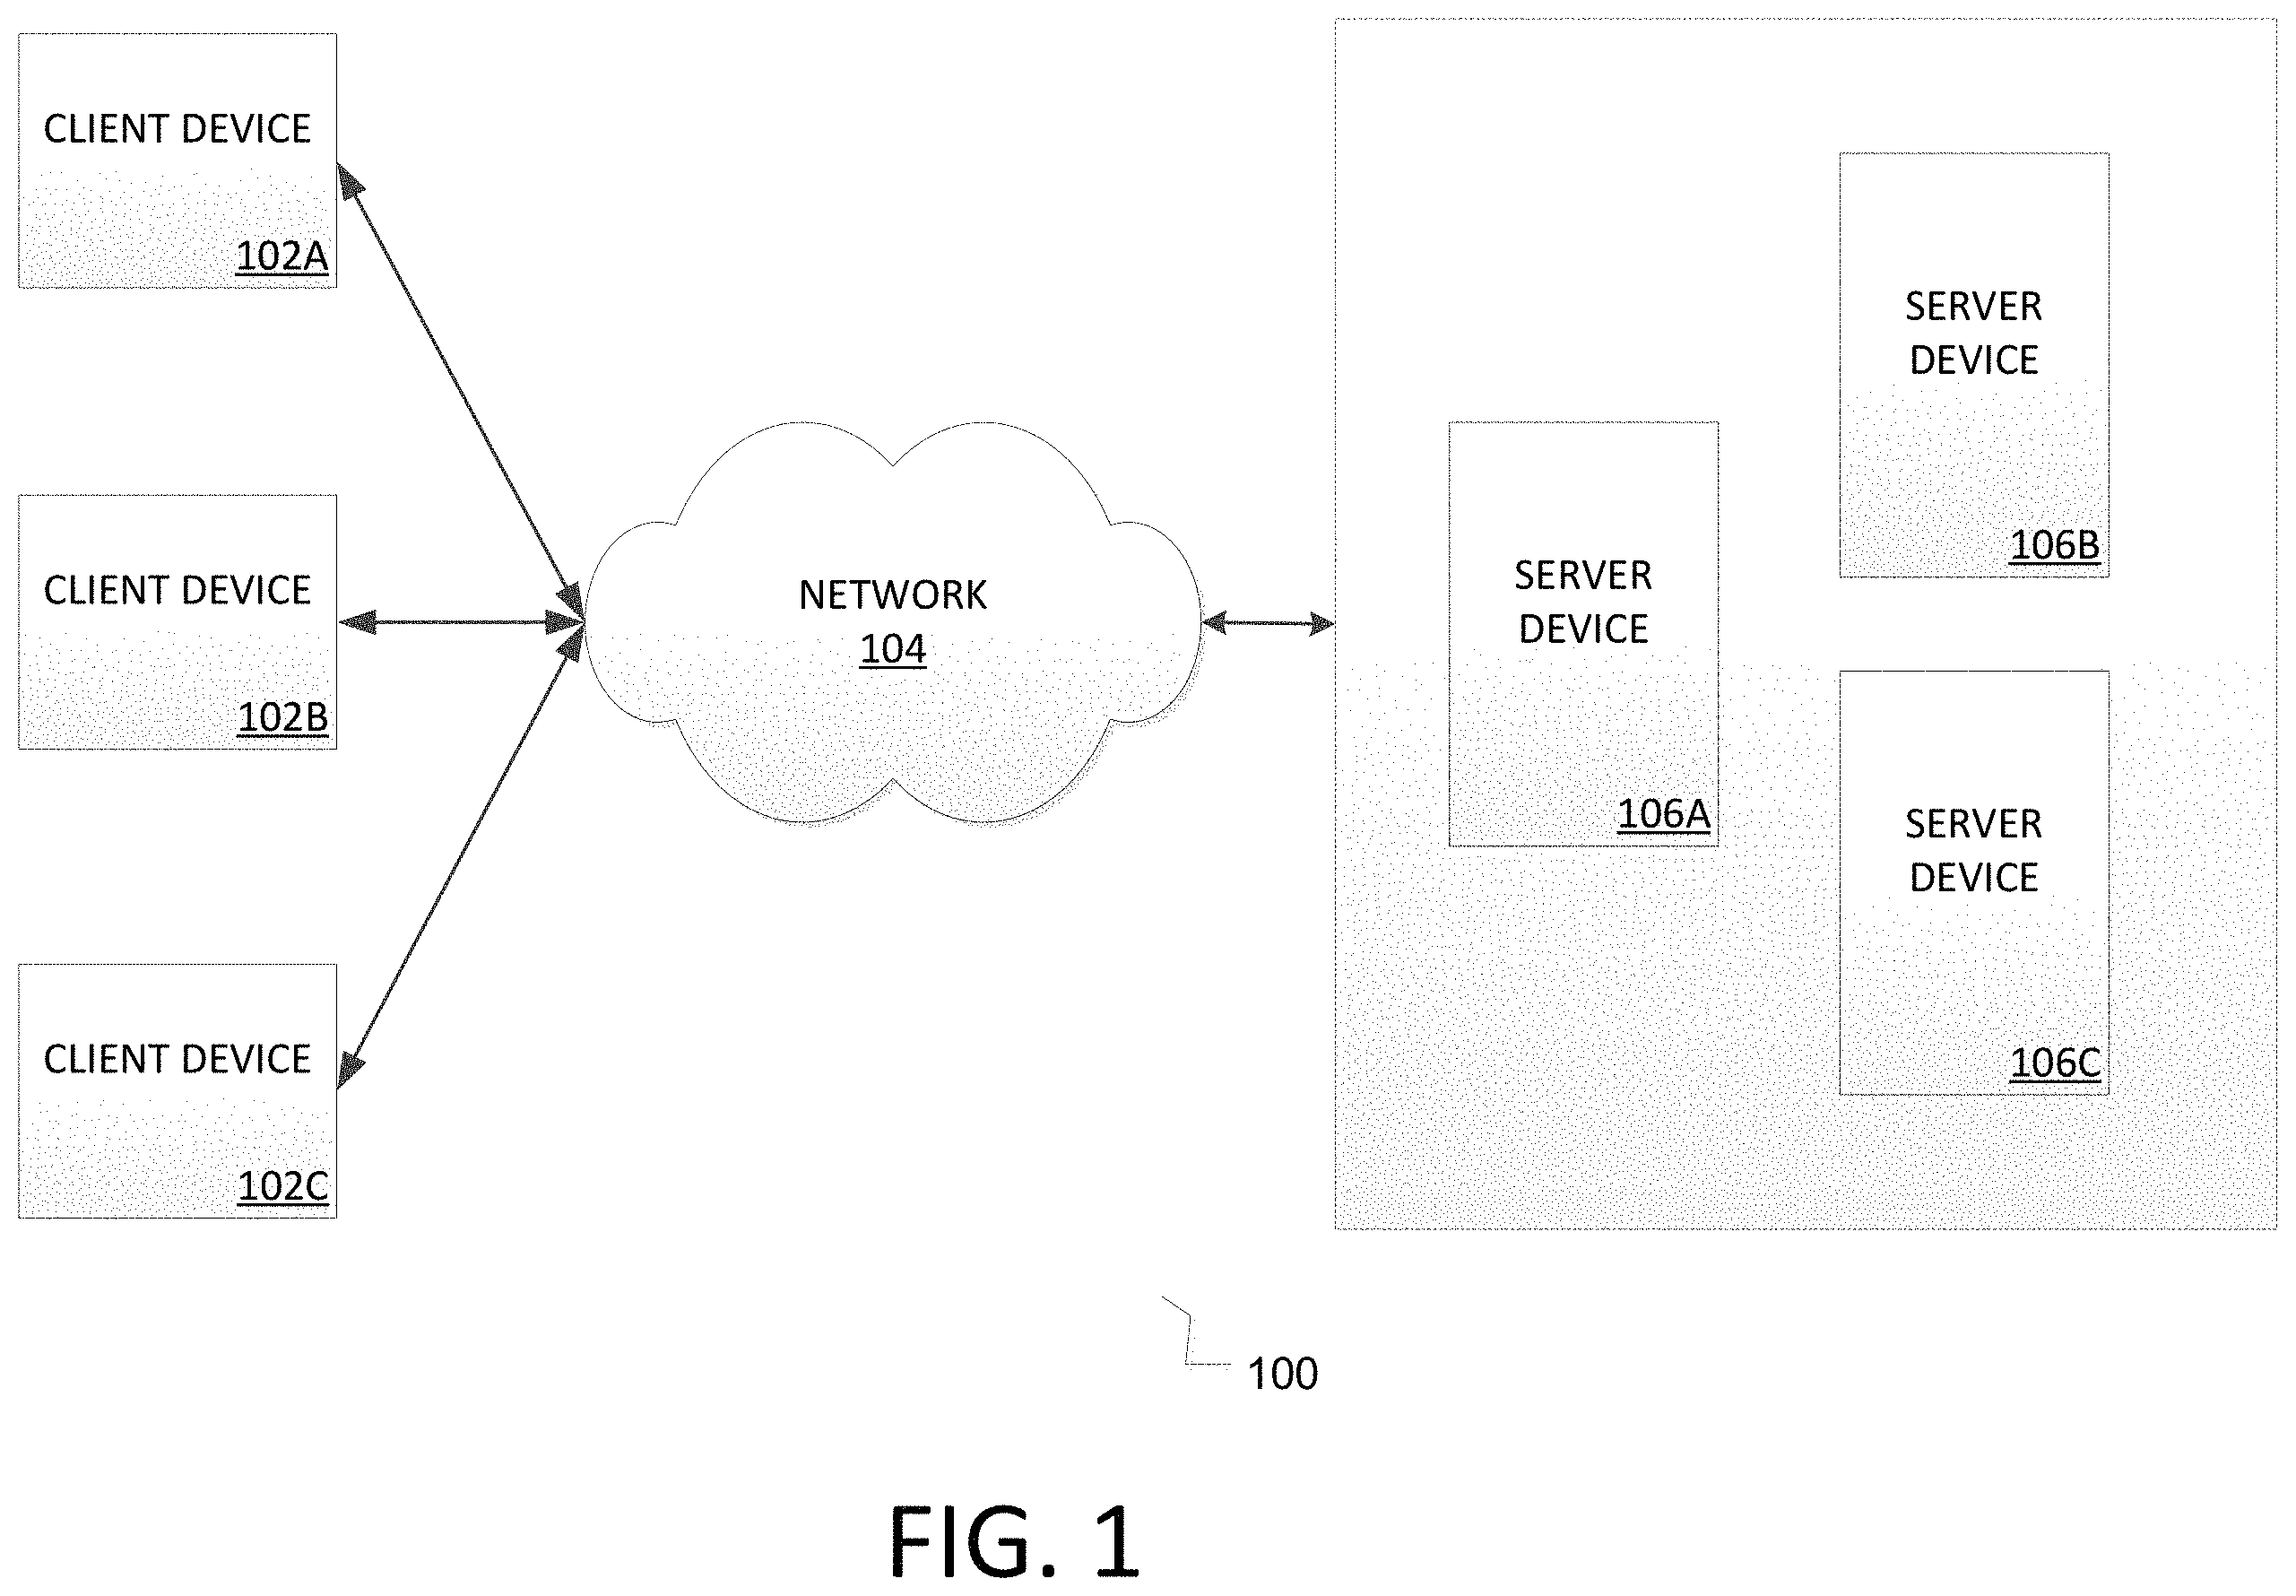 CLIENT DEVICE
102A
CLIENT DEVICE
102B
CLIENT DEVICE
102C
NETWORK
104
SERVER
DEVICE
106A
SERVER
DEVICE
106B
SERVER
DEVICE
106C
100
FIG. 1